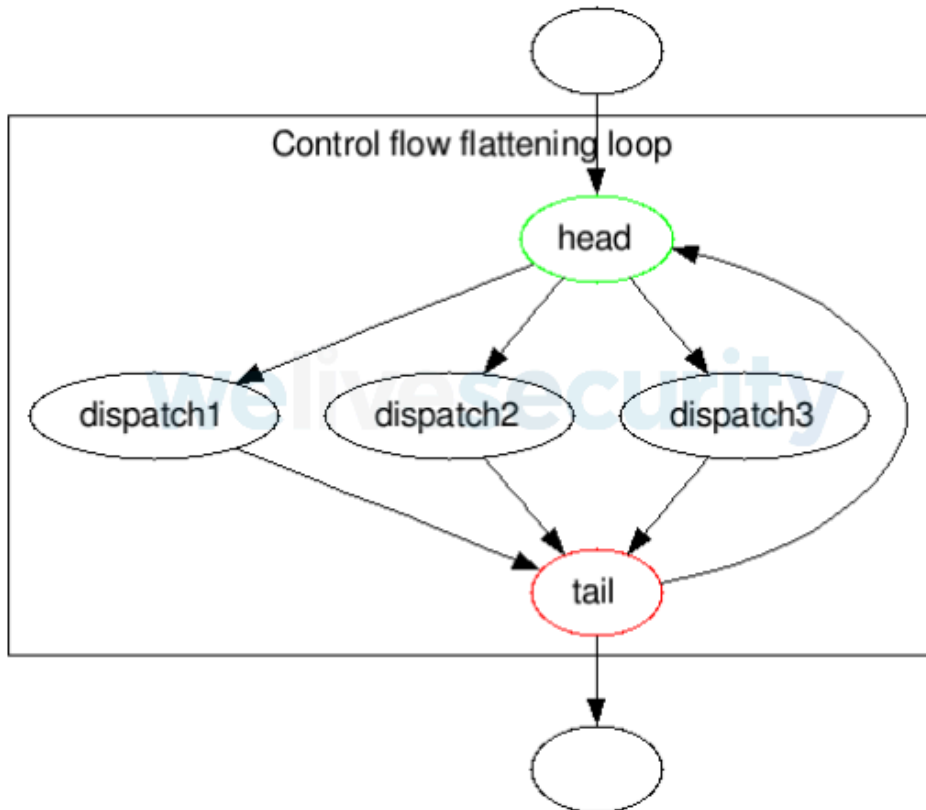 Control flow flattening loop
head
welivesecurity
dispatch1 dispatch2 dispatch3
tail